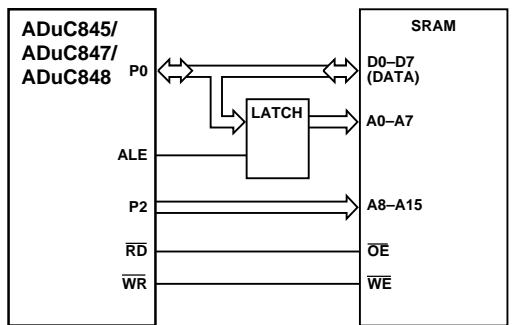 ADuC845/
ADuC847/
ADuC848
SRAM
P0
D0–D7
(DATA)
LATCH
A0–A7
ALE
P2
A8–A15
RD
OE
WR
WE